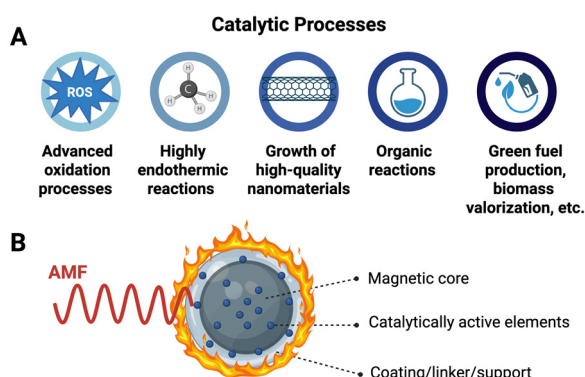 Catalytic Processes
A
ROS
H
C
H
H
H
Advanced
oxidation
processes
Highly
endothermic
reactions
Growth of
high-quality
nanomaterials
Organic
reactions
Green fuel
production,
biomass
valorization, etc.
B
AMF
Magnetic core
Catalytically active elements
Coating/linker/support